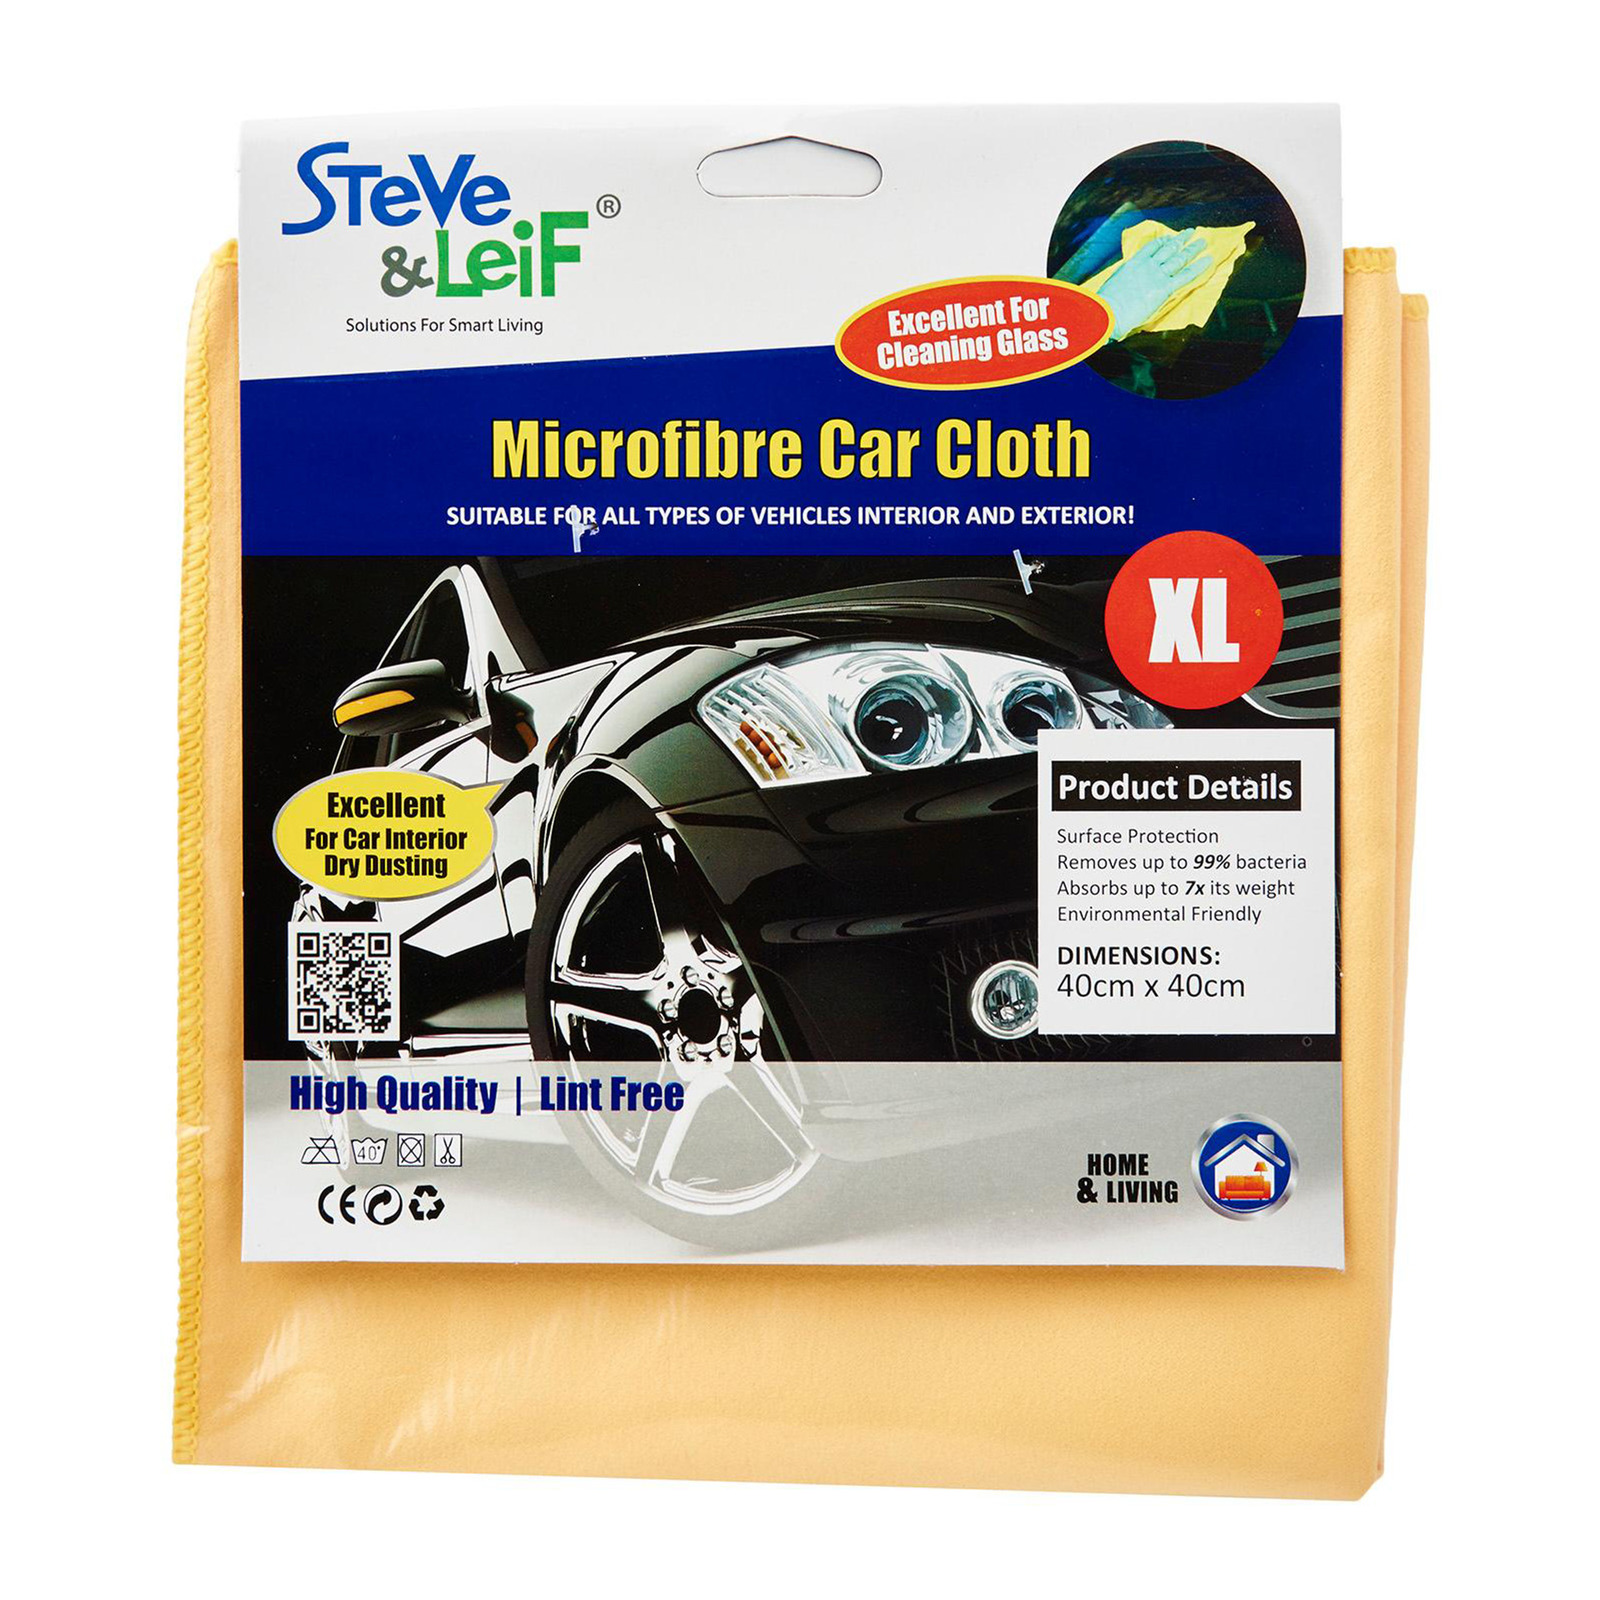 STeVe
&LeiF®
Solutions For Smart Living
Excellent For
Cleaning Glass
Microfibre Car Cloth
SUITABLE FOR ALL TYPES OF VEHICLES INTERIOR AND EXTERIOR!
XL
Excellent
For Car Interior
Dry Dusting
Product Details
Surface Protection
Removes up to 99% bacteria
Absorbs up to 7x its weight
Environmental Friendly
DIMENSIONS:
40cm x 40cm
High Quality | Lint Free
40°
CE
HOME
& LIVING